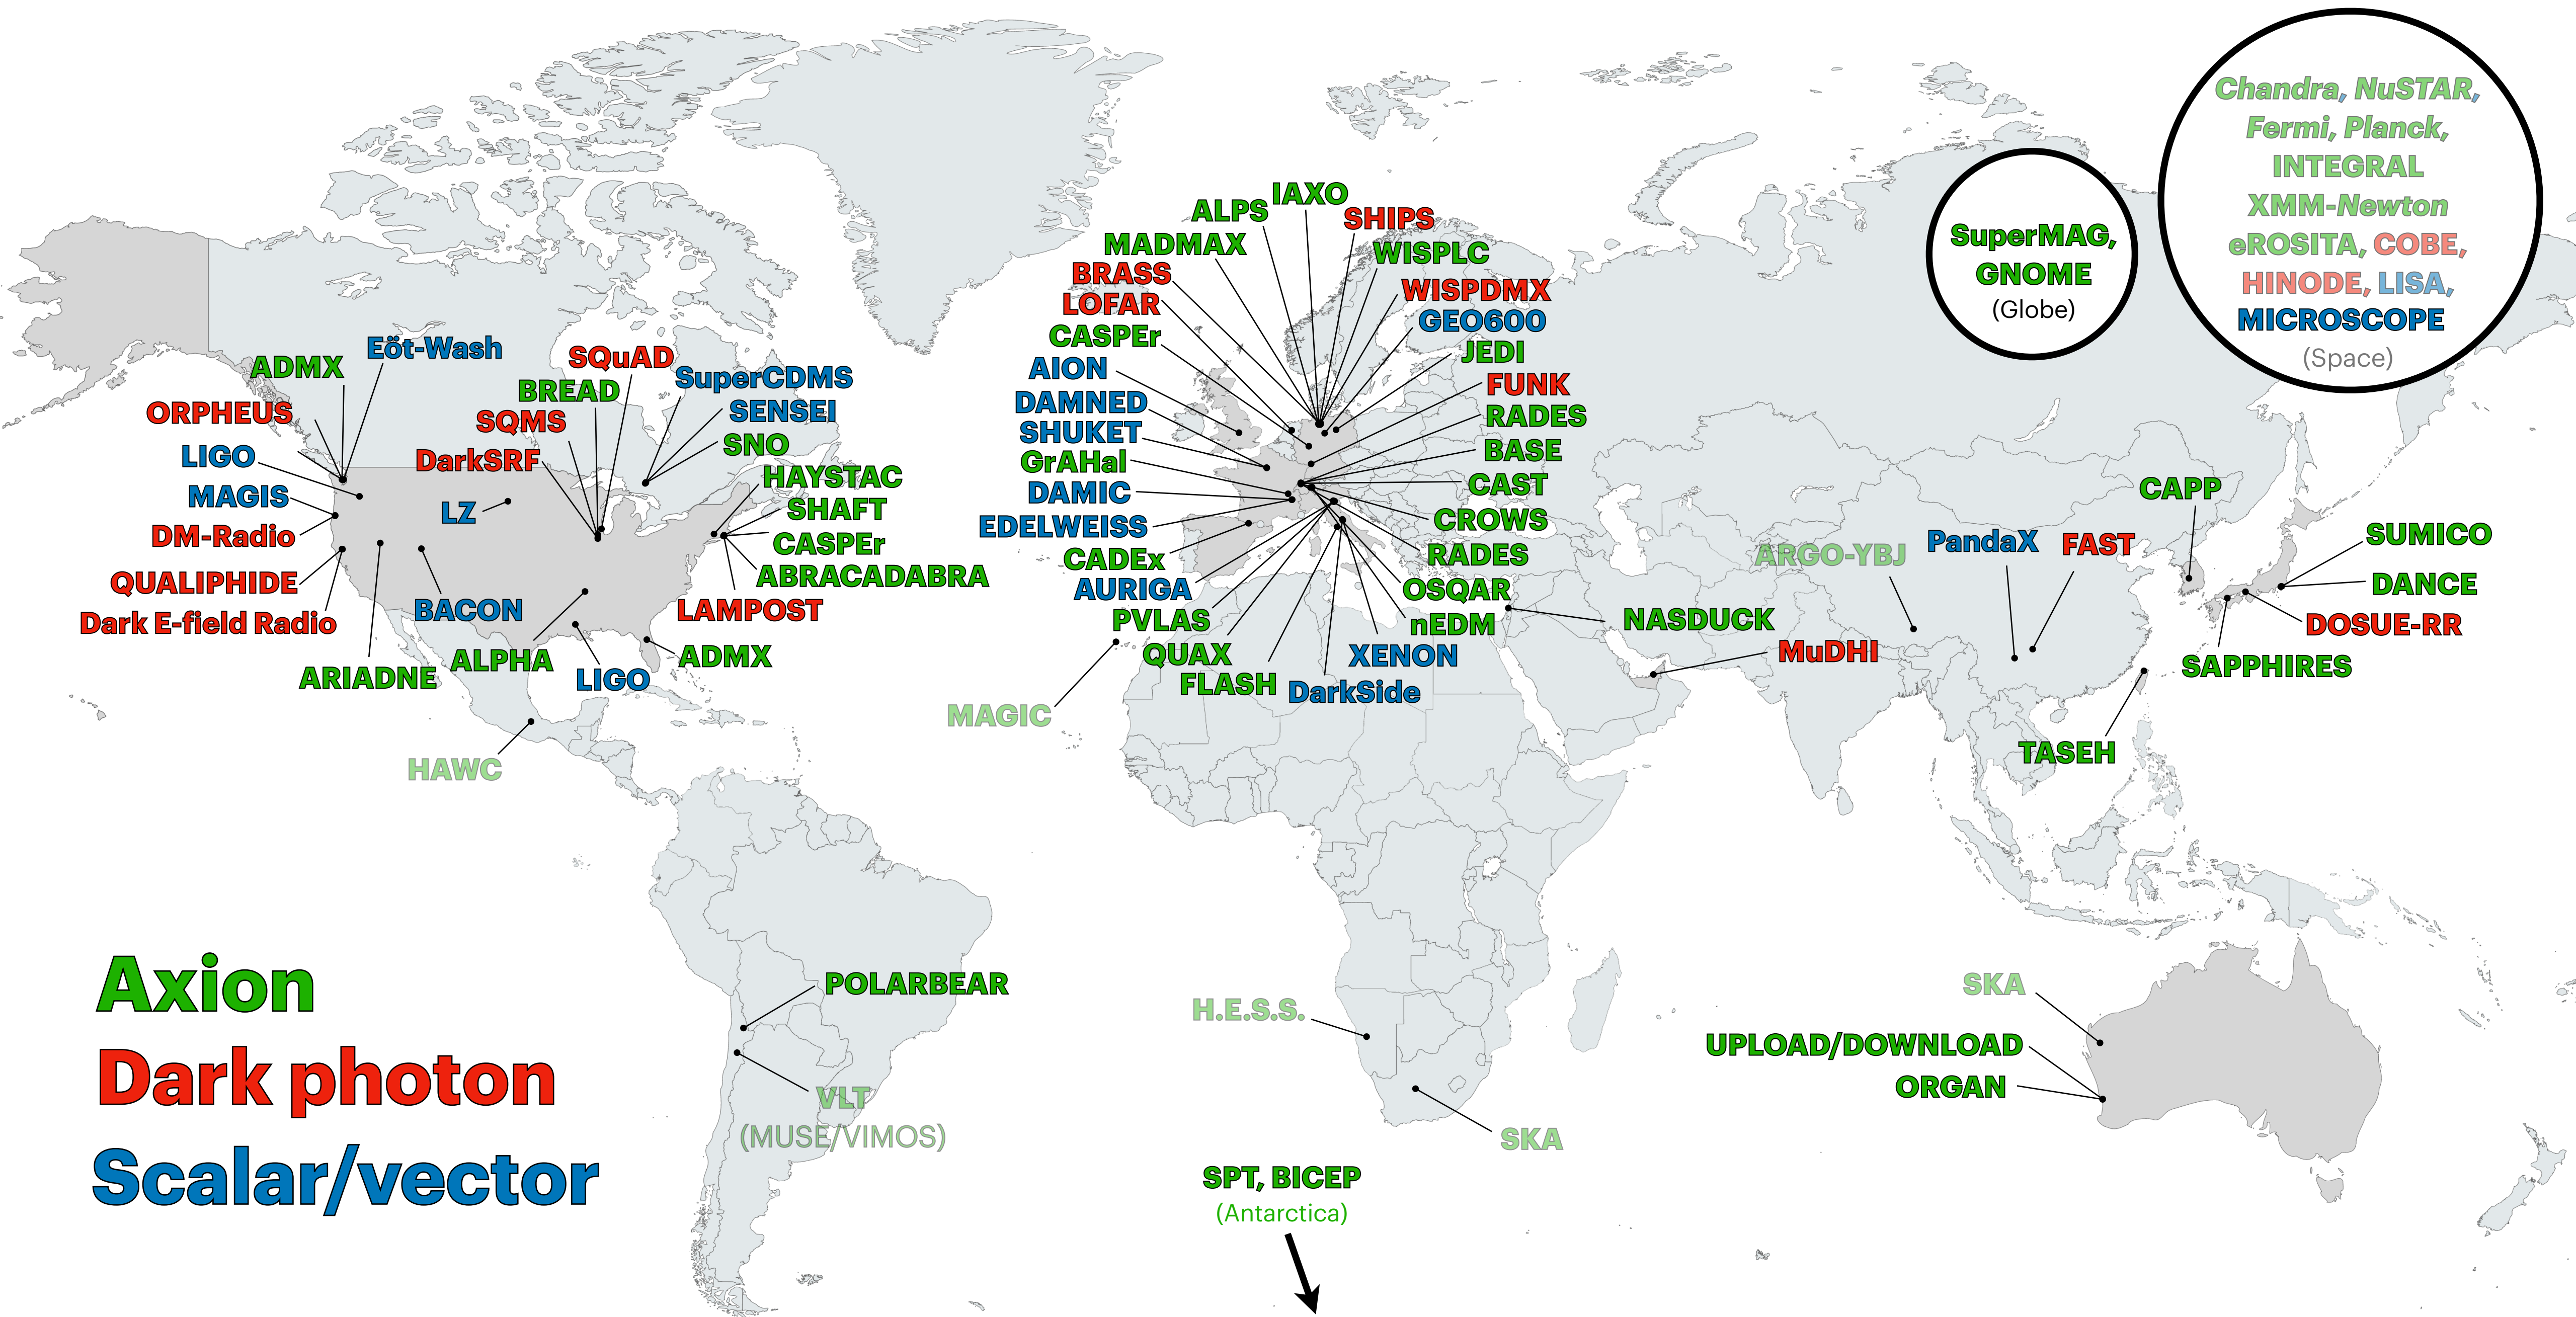 Chandra, NuSTAR,
Fermi, Planck,
INTEGRAL
XMM-Newton
eROSITA, COBE,
HINODE, LISA,
MICROSCOPE
(Space)
SuperMAG,
GNOME
(Globe)
Eöt-Wash
ADMX
ORPHEUS
LIGO
MAGIS
DM-Radio
QUALIPHIDE
Dark E-field Radio
ARIADNE
BACON
LZ
SQuAD
BREAD
SQMS
DarkSRF
SuperCDMS
SENSEI
SNO
HAYSTAC
SHAFT
CASPEr
ABRACADABRA
LAMPOST
ADMX
LIGO
ALPHA
HAWC
IAXO
ALPS
MADMAX
BRASS
LOFAR
CASPEr
AION
DAMNED
SHUKET
GrAHal
DAMIC
EDELWEISS
CADEx
AURIGA
PVLAS
QUAX
FLASH
DarkSide
XENON
nEDM
OSQAR
RADES
CROWS
CAST
BASE
RADES
FUNK
JEDI
GEO600
WISPDMX
WISPLC
SHIPS
MAGIC
NASDUCK
MuDHI
ARGO-YBJ
PandaX
FAST
CAPP
SUMICO
DANCE
DOSUE-RR
SAPPHIRES
TASEH
POLARBEAR
VLT
(MUSE/VIMOS)
H.E.S.S.
SKA
SKA
UPLOAD/DOWNLOAD
ORGAN
SPT, BICEP
(Antarctica)
Axion
Dark photon
Scalar/vector